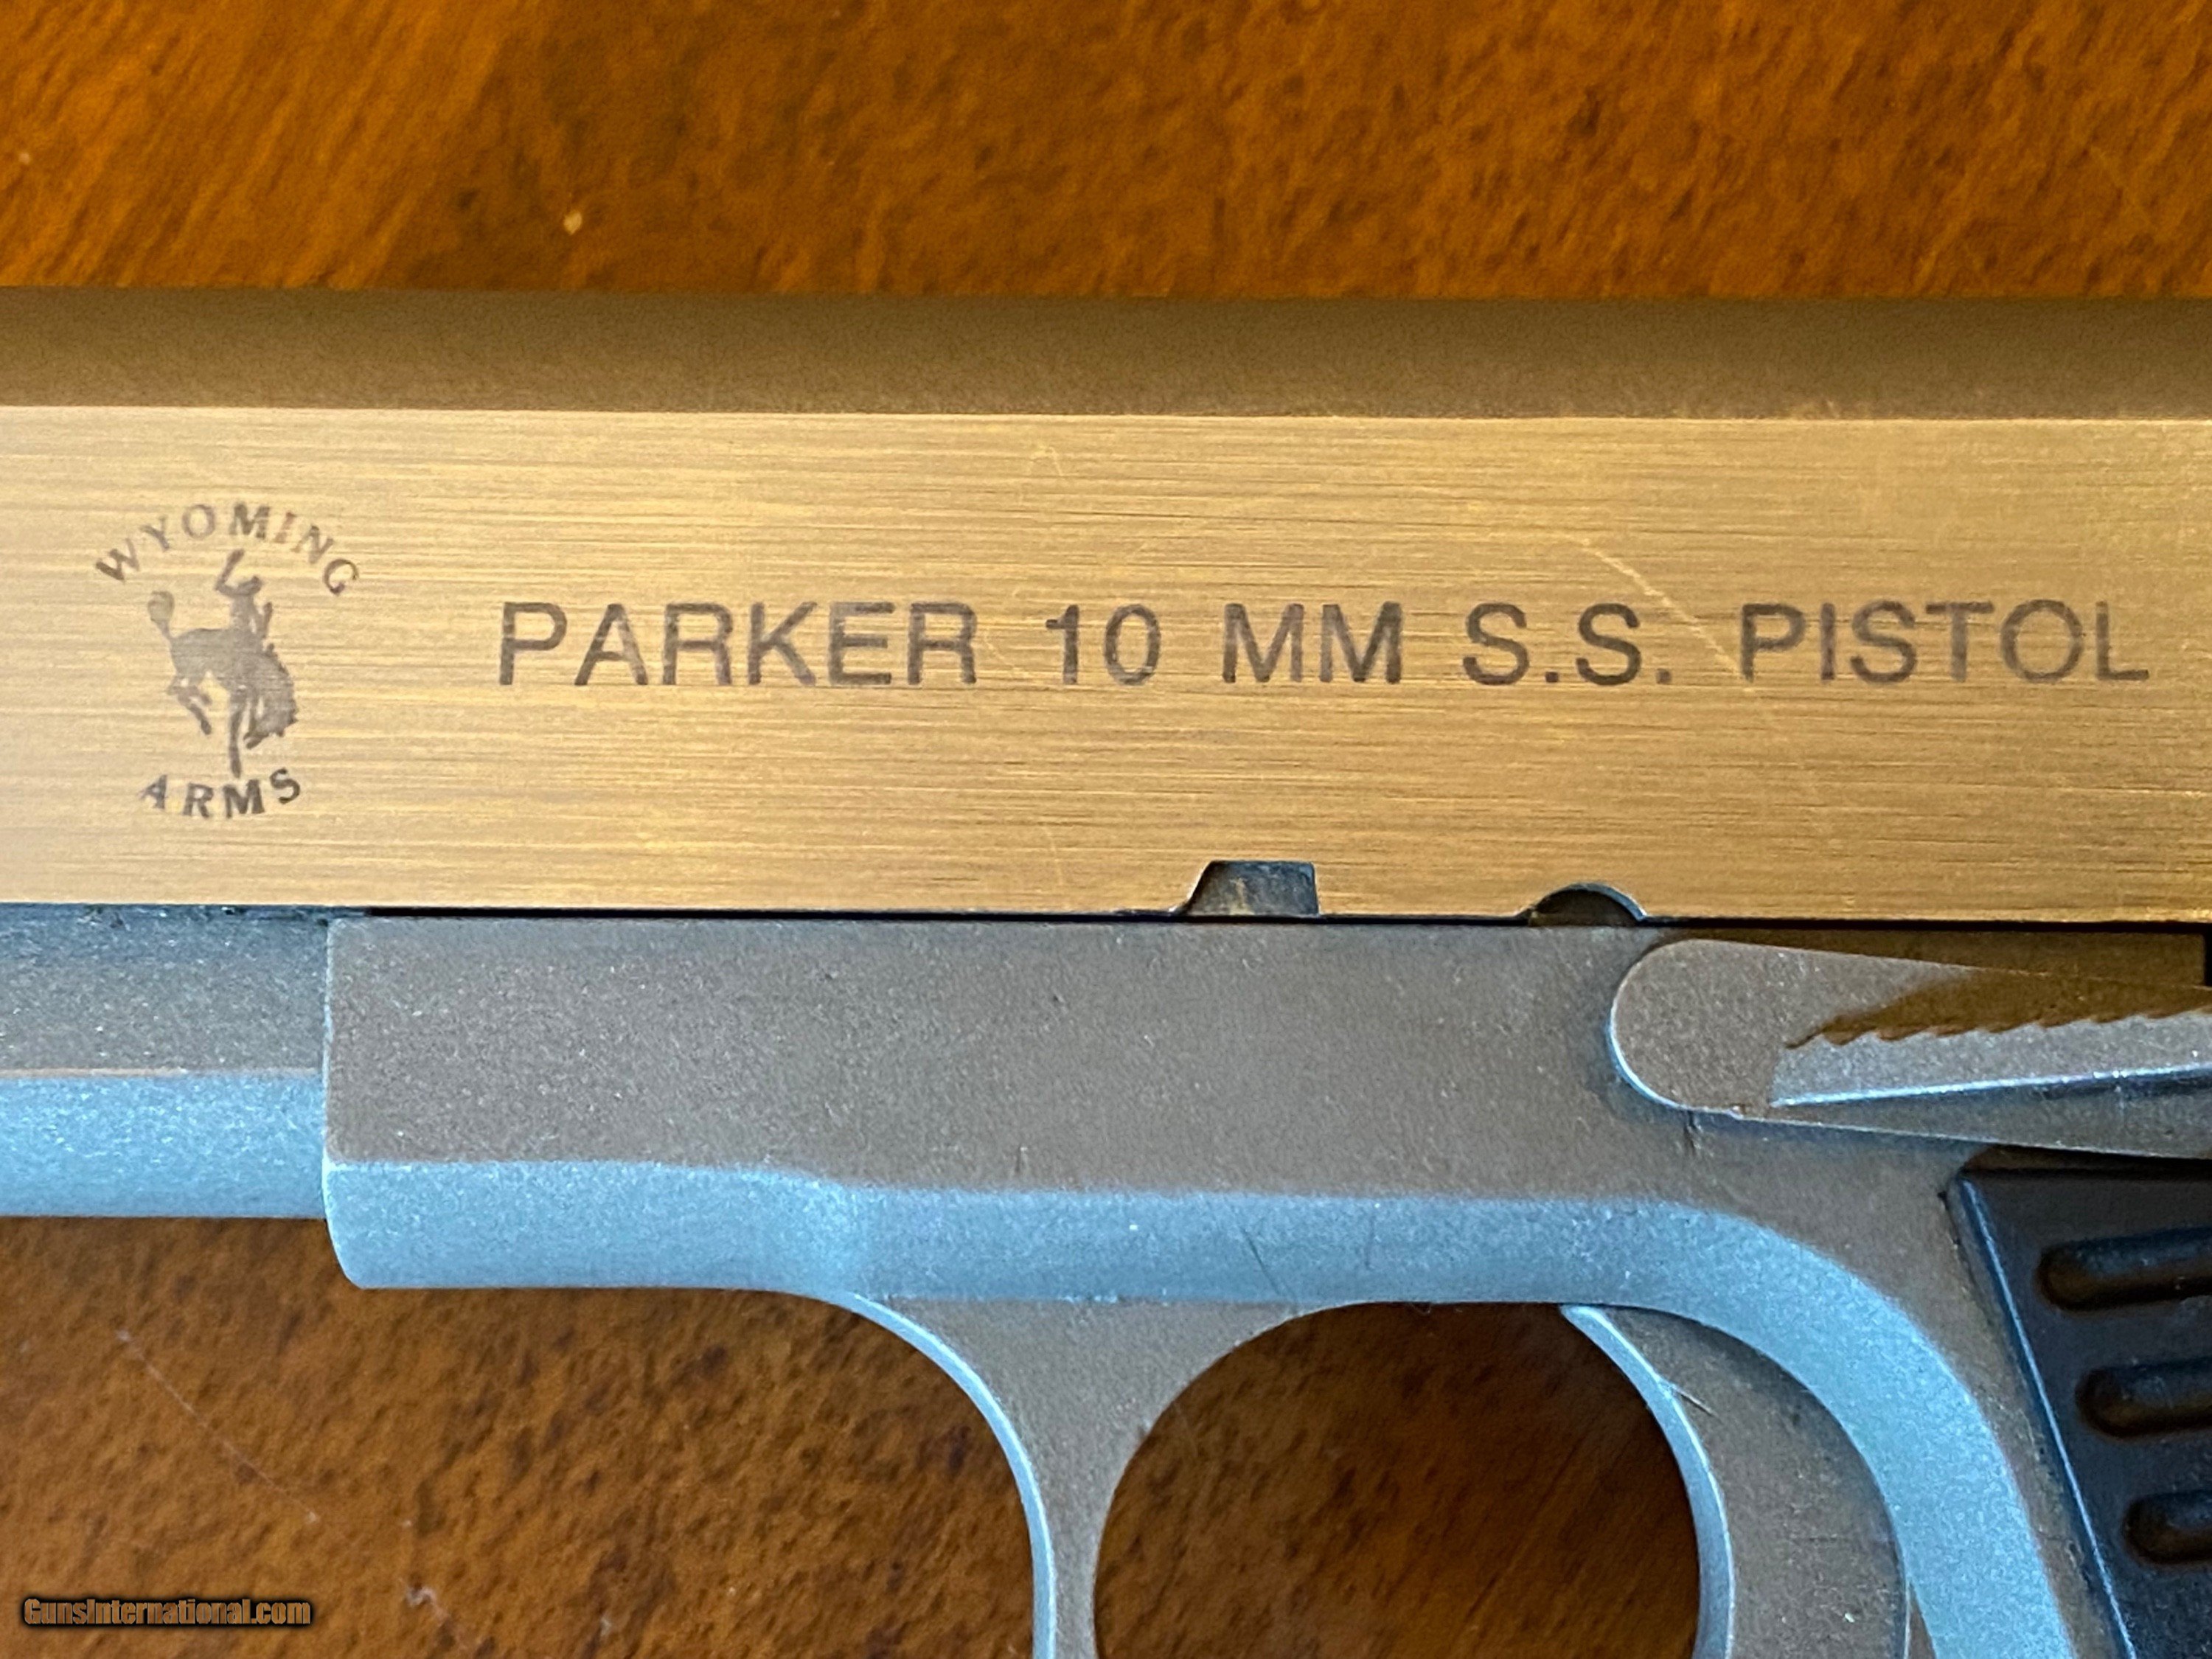 WYOMING
ARMS
PARKER 10 MM S.S. PISTOL
GunsInternational.com